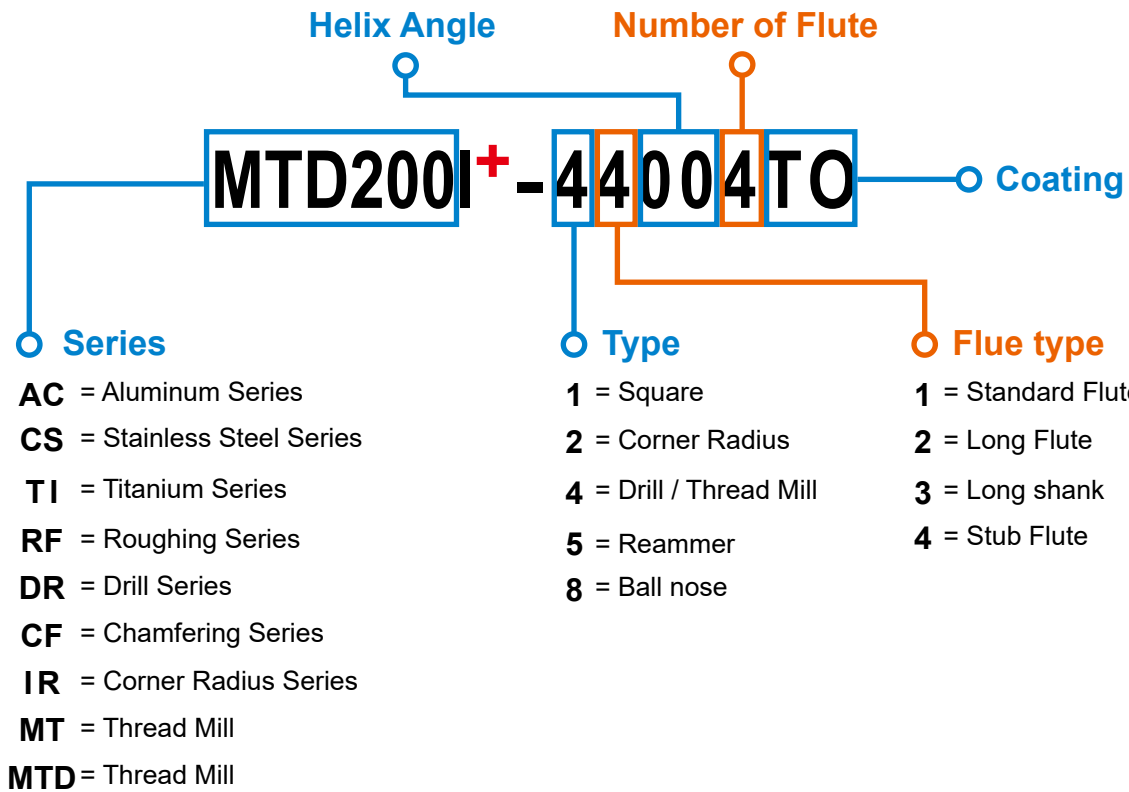 Helix Angle
Number of Flute
MTD200I+-44004TO
Coating
Series
AC = Aluminum Series
CS = Stainless Steel Series
TI = Titanium Series
RF = Roughing Series
DR = Drill Series
CF = Chamfering Series
IR = Corner Radius Series
MT = Thread Mill
MTD = Thread Mill
Type
1 = Square
2 = Corner Radius
4 = Drill / Thread Mill
5 = Reammer
8 = Ball nose
Flue type
1 = Standard Flute
2 = Long Flute
3 = Long shank
4 = Stub Flute